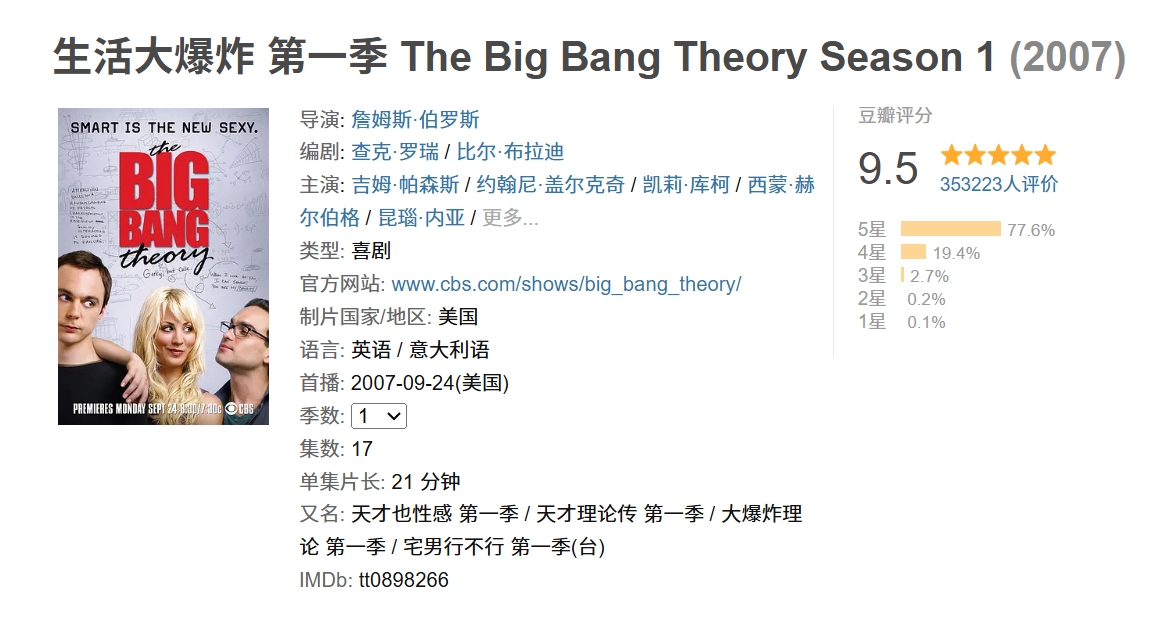 生活大爆炸 第一季 The Big Bang Theory Season 1 (2007)
SMART IS THE NEW SEXY.
the
BIG
BANG
theory
PREMIERES MONDAY SEPT 24 8:30/7:30c CBS
导演: 詹姆斯·伯罗斯
编剧: 查克·罗瑞 / 比尔·布拉迪
主演: 吉姆·帕森斯 / 约翰尼·盖尔克奇 / 凯莉·库柯 / 西蒙·赫
尔伯格 / 昆瑙·内亚 / 更多...
类型: 喜剧
官方网站: www.cbs.com/shows/big_bang_theory/
制片国家/地区: 美国
语言: 英语 / 意大利语
首播: 2007-09-24(美国)
季数: 1
集数: 17
单集片长: 21 分钟
又名: 天才也性感 第一季 / 天才理论传 第一季 / 大爆炸理
论 第一季 / 宅男行不行 第一季(台)
IMDb: tt0898266
豆瓣评分
9.5
353223人评价
5星 77.6%
4星 19.4%
3星 2.7%
2星 0.2%
1星 0.1%